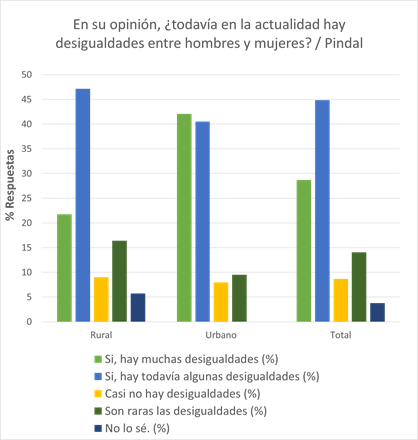 En su opinión, ¿todavía en la actualidad hay
desigualdades entre hombres y mujeres? / Pindal
% Respuestas
50
45
40
35
30
25
20
15
10
5
0
Rural
Urbano
Total
Si, hay muchas desigualdades (%)
Si, hay todavía algunas desigualdades (%)
Casi no hay desigualdades (%)
Son raras las desigualdades (%)
No lo sé. (%)